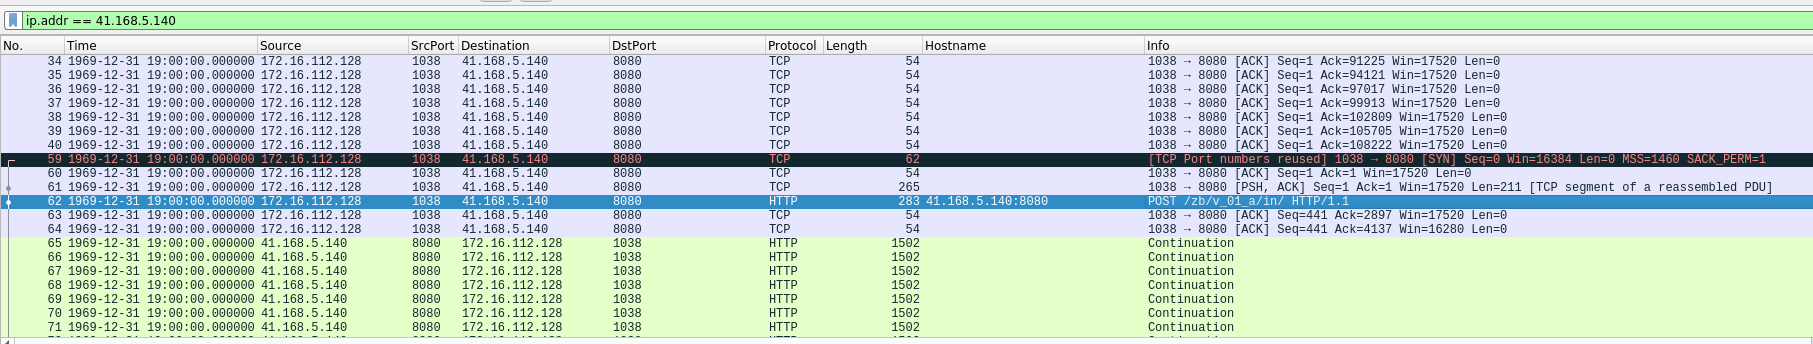 ip.addr == 41.168.5.140
No. Time Source SrcPort Destination DstPort Protocol Length Hostname Info
34 1969-12-31 19:00:00.000000 172.16.112.128 1038 41.168.5.140 8080 TCP 54 1038 → 8080 [ACK] Seq=1 Ack=91225 Win=17520 Len=0
35 1969-12-31 19:00:00.000000 172.16.112.128 1038 41.168.5.140 8080 TCP 54 1038 → 8080 [ACK] Seq=1 Ack=94121 Win=17520 Len=0
36 1969-12-31 19:00:00.000000 172.16.112.128 1038 41.168.5.140 8080 TCP 54 1038 → 8080 [ACK] Seq=1 Ack=97017 Win=17520 Len=0
37 1969-12-31 19:00:00.000000 172.16.112.128 1038 41.168.5.140 8080 TCP 54 1038 → 8080 [ACK] Seq=1 Ack=99913 Win=17520 Len=0
38 1969-12-31 19:00:00.000000 172.16.112.128 1038 41.168.5.140 8080 TCP 54 1038 → 8080 [ACK] Seq=1 Ack=102809 Win=17520 Len=0
39 1969-12-31 19:00:00.000000 172.16.112.128 1038 41.168.5.140 8080 TCP 54 1038 → 8080 [ACK] Seq=1 Ack=105705 Win=17520 Len=0
40 1969-12-31 19:00:00.000000 172.16.112.128 1038 41.168.5.140 8080 TCP 54 1038 → 8080 [ACK] Seq=1 Ack=108222 Win=17520 Len=0
59 1969-12-31 19:00:00.000000 172.16.112.128 1038 41.168.5.140 8080 TCP 62 [TCP Port numbers reused] 1038 → 8080 [SYN] Seq=0 Win=16384 Len=0 MSS=1460 SACK_PERM=1
60 1969-12-31 19:00:00.000000 172.16.112.128 1038 41.168.5.140 8080 TCP 54 1038 → 8080 [ACK] Seq=1 Ack=1 Win=17520 Len=0
61 1969-12-31 19:00:00.000000 172.16.112.128 1038 41.168.5.140 8080 TCP 265 1038 → 8080 [PSH, ACK] Seq=1 Ack=1 Win=17520 Len=211 [TCP segment of a reassembled PDU]
62 1969-12-31 19:00:00.000000 172.16.112.128 1038 41.168.5.140 8080 HTTP 283 41.168.5.140:8080 POST /zb/v_01_a/in/ HTTP/1.1
63 1969-12-31 19:00:00.000000 172.16.112.128 1038 41.168.5.140 8080 TCP 54 1038 → 8080 [ACK] Seq=441 Ack=2897 Win=17520 Len=0
64 1969-12-31 19:00:00.000000 172.16.112.128 1038 41.168.5.140 8080 TCP 54 1038 → 8080 [ACK] Seq=441 Ack=4137 Win=16280 Len=0
65 1969-12-31 19:00:00.000000 41.168.5.140 8080 172.16.112.128 1038 HTTP 1502 Continuation
66 1969-12-31 19:00:00.000000 41.168.5.140 8080 172.16.112.128 1038 HTTP 1502 Continuation
67 1969-12-31 19:00:00.000000 41.168.5.140 8080 172.16.112.128 1038 HTTP 1502 Continuation
68 1969-12-31 19:00:00.000000 41.168.5.140 8080 172.16.112.128 1038 HTTP 1502 Continuation
69 1969-12-31 19:00:00.000000 41.168.5.140 8080 172.16.112.128 1038 HTTP 1502 Continuation
70 1969-12-31 19:00:00.000000 41.168.5.140 8080 172.16.112.128 1038 HTTP 1502 Continuation
71 1969-12-31 19:00:00.000000 41.168.5.140 8080 172.16.112.128 1038 HTTP 1502 Continuation